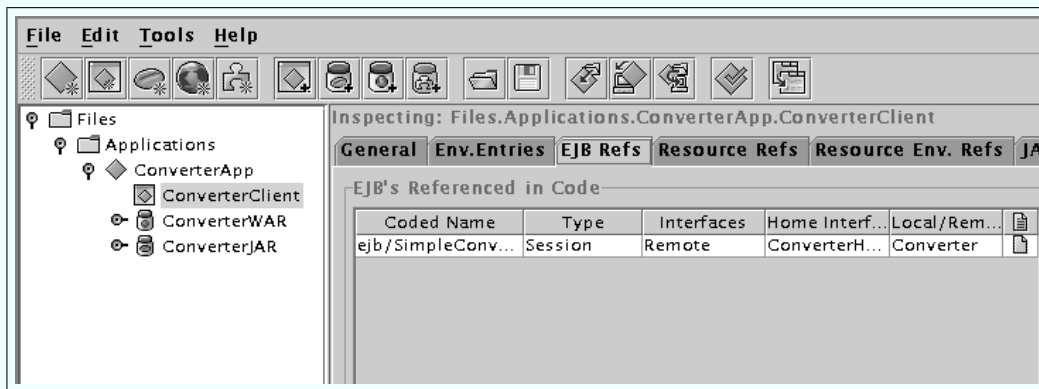 File Edit Tools Help
Files
Applications
ConverterApp
ConverterClient
ConverterWAR
ConverterJAR
Inspecting: Files.Applications.ConverterApp.ConverterClient
General Env.Entries EJB Refs Resource Refs Resource Env. Refs JA
EJB's Referenced in Code
Coded Name Type Interfaces Home Interf... Local/Rem...
ejb/SimpleConv... Session Remote ConverterH... Converter